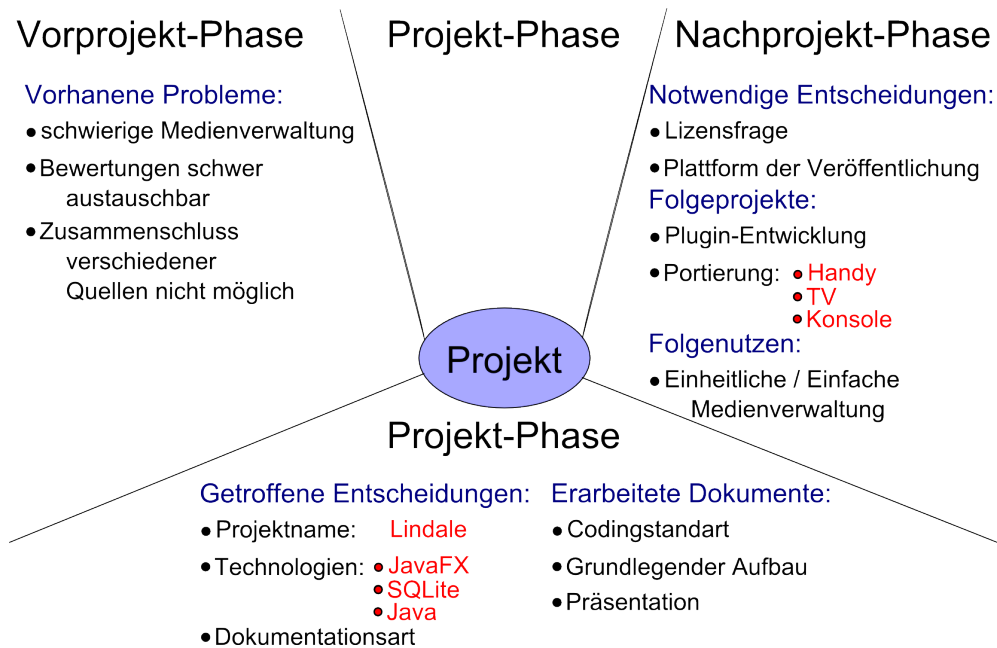 Vorprojekt-Phase
Vorhanene Probleme:
schwierige Medienverwaltung
Bewertungen schwer
austauschbar
Zusammenschluss
verschiedener
Quellen nicht möglich
Projekt-Phase
Nachprojekt-Phase
Notwendige Entscheidungen:
Lizensfrage
Plattform der Veröffentlichung
Folgeprojekte:
Plugin-Entwicklung
Portierung:
Handy
TV
Konsole
Folgenutzen:
Einheitliche / Einfache
Medienverwaltung
Projekt
Projekt-Phase
Getroffene Entscheidungen:
Projektname: Lindale
Technologien:
JavaFX
SQLite
Java
Dokumentationsart
Erarbeitete Dokumente:
Codingstandart
Grundlegender Aufbau
Präsentation